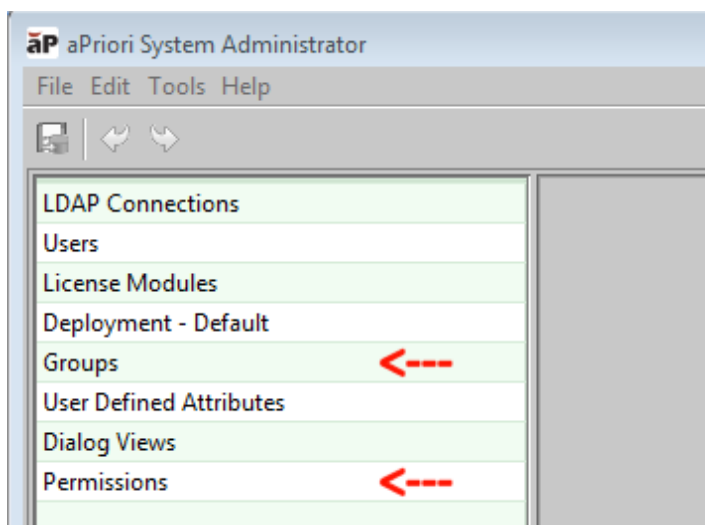 āP aPriori System Administrator
File Edit Tools Help
LDAP Connections
Users
License Modules
Deployment - Default
Groups <---
User Defined Attributes
Dialog Views
Permissions <---